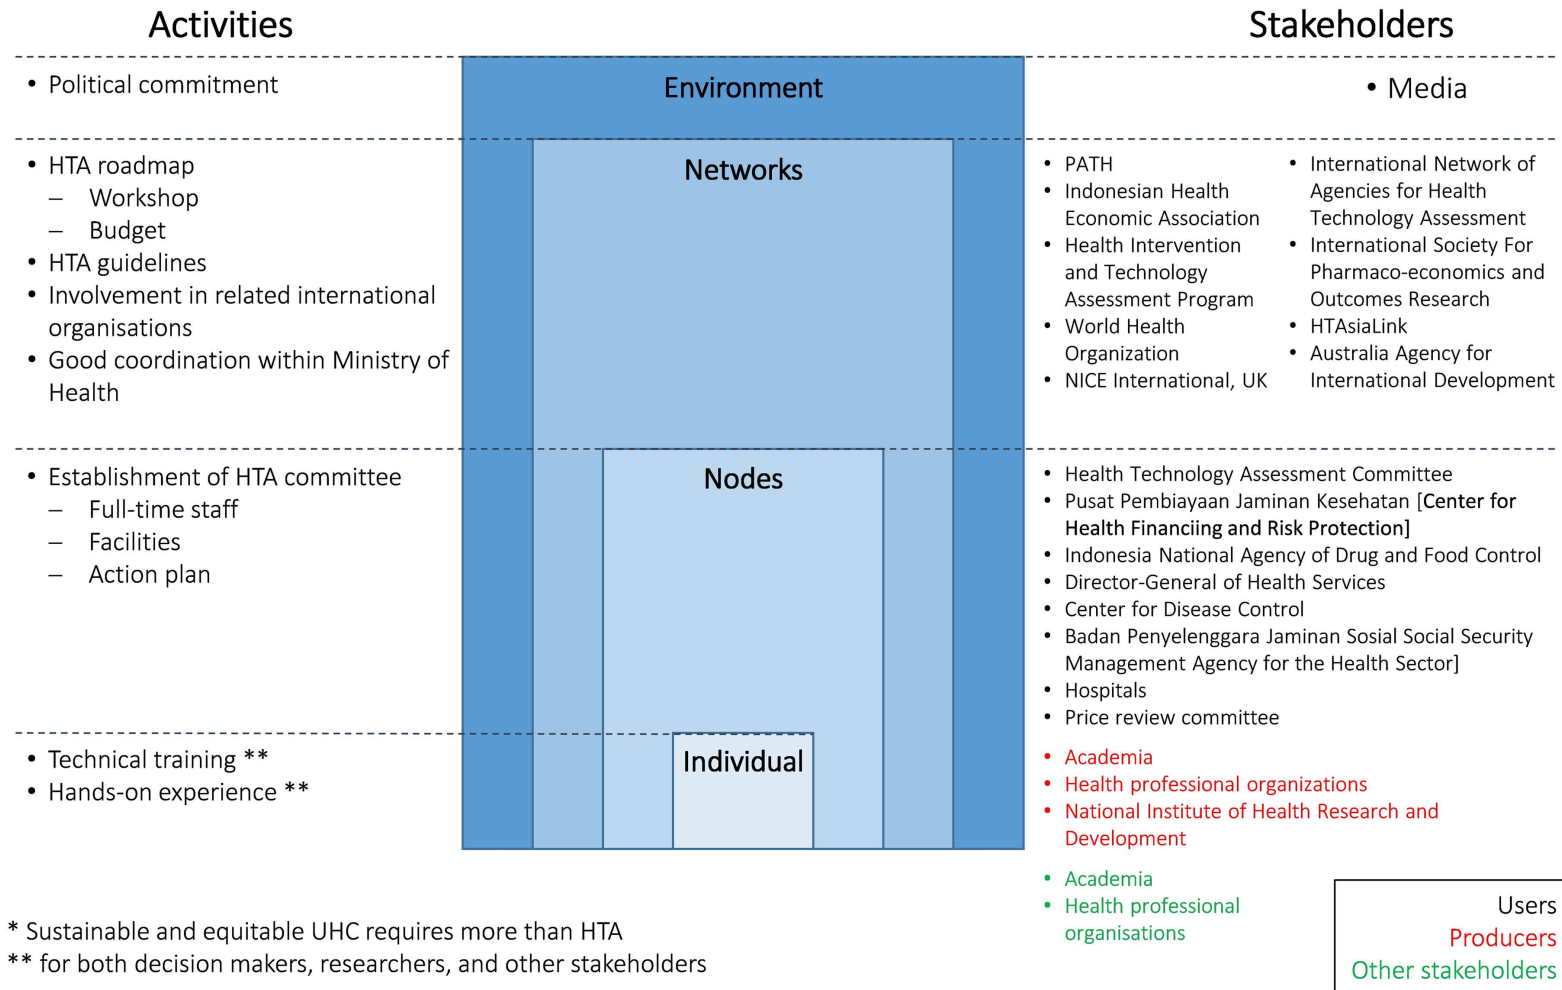 Activities
Stakeholders
• Political commitment
Environment
• Media
• HTA roadmap
– Workshop
– Budget
• HTA guidelines
• Involvement in related international
organisations
• Good coordination within Ministry of
Health
Networks
• PATH
• Indonesian Health
Economic Association
• Health Intervention
and Technology
Assessment Program
• World Health
Organization
• NICE International, UK
• International Network of
Agencies for Health
Technology Assessment
• International Society For
Pharmaco-economics and
Outcomes Research
• HTAsiaLink
• Australia Agency for
International Development
• Establishment of HTA committee
– Full-time staff
– Facilities
– Action plan
Nodes
• Health Technology Assessment Committee
• Pusat Pembiayaan Jaminan Kesehatan [Center for
Health Financiing and Risk Protection]
• Indonesia National Agency of Drug and Food Control
• Director-General of Health Services
• Center for Disease Control
• Badan Penyelenggara Jaminan Sosial Social Security
Management Agency for the Health Sector]
• Hospitals
• Price review committee
• Technical training **
• Hands-on experience **
Individual
• Academia
• Health professional organizations
• National Institute of Health Research and
Development
• Academia
• Health professional
organisations
* Sustainable and equitable UHC requires more than HTA
** for both decision makers, researchers, and other stakeholders
Users
Producers
Other stakeholders